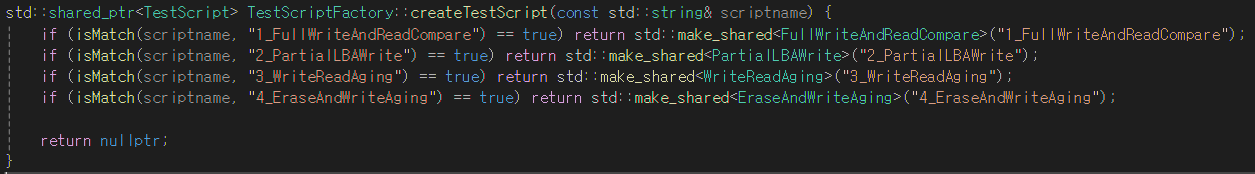 std::shared_ptr<TestScript> TestScriptFactory::createTestScript(const std::string& scriptname) {
    if (isMatch(scriptname, "1_FullWriteAndReadCompare") == true) return std::make_shared<FullWriteAndReadCompare>("1_FullWriteAndReadCompare");
    if (isMatch(scriptname, "2_PartialLBAWrite") == true) return std::make_shared<PartialLBAWrite>("2_PartialLBAWrite");
    if (isMatch(scriptname, "3_WriteReadAging") == true) return std::make_shared<WriteReadAging>("3_WriteReadAging");
    if (isMatch(scriptname, "4_EraseAndWriteAging") == true) return std::make_shared<EraseAndWriteAging>("4_EraseAndWriteAging");

    return nullptr;
}